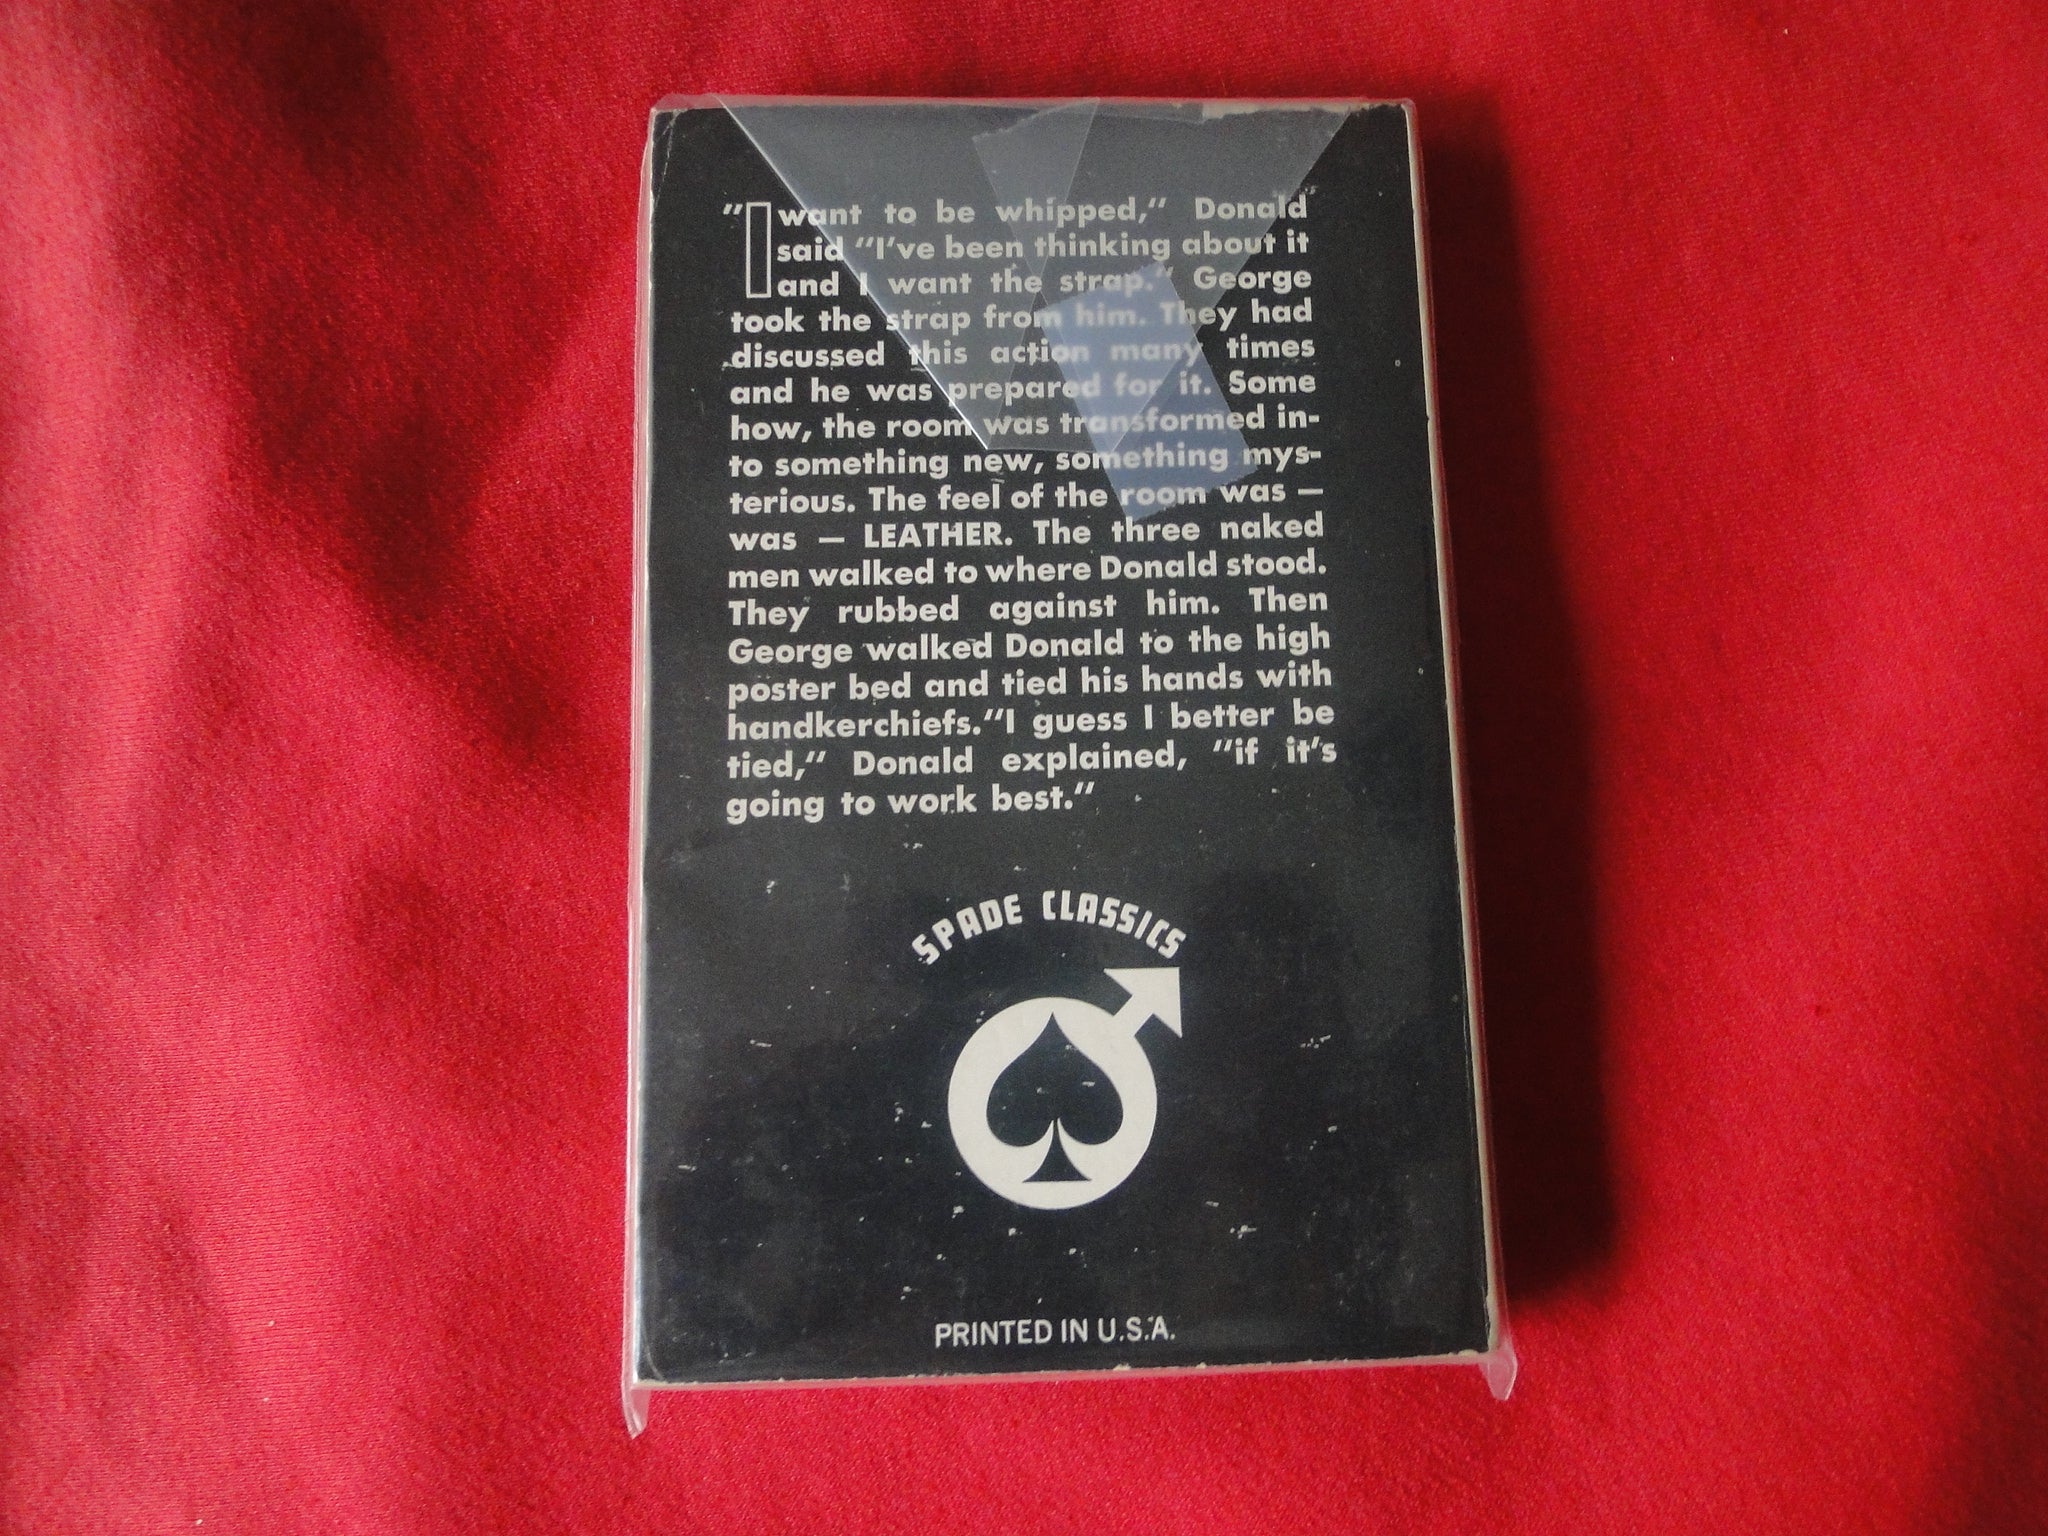 "I want to be whipped," Donald
said "I've been thinking about it
and I want the strap." George
took the strap from him. They had
discussed this action many times
and he was prepared for it. Some
how, the room was transformed in-
to something new, something mys-
terious. The feel of the room was —
was — LEATHER. The three naked
men walked to where Donald stood.
They rubbed against him. Then
George walked Donald to the high
poster bed and tied his hands with
handkerchiefs."I guess I better be
tied," Donald explained, "if it's
going to work best."
SPADE CLASSICS
PRINTED IN U.S.A.